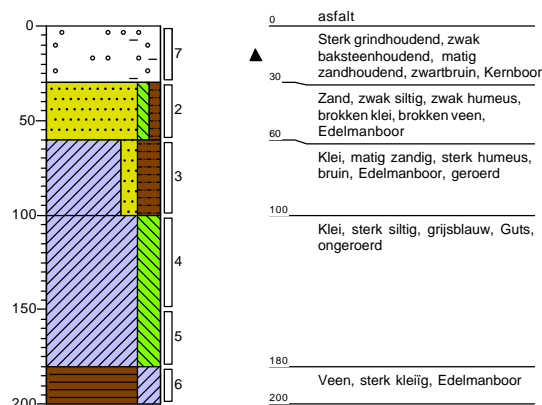 0
50
100
150
200
7
2
3
4
5
6
0 asfalt
Sterk grindhoudend, zwak
baksteenhoudend, matig
zandhoudend, zwartbruin, Kernboor
30
Zand, zwak siltig, zwak humeus,
brokken klei, brokken veen,
Edelmanboor
60
Klei, matig zandig, sterk humeus,
bruin, Edelmanboor, geroerd
100
Klei, sterk siltig, grijsblauw, Guts,
ongeroerd
180
Veen, sterk kleiïg, Edelmanboor
200